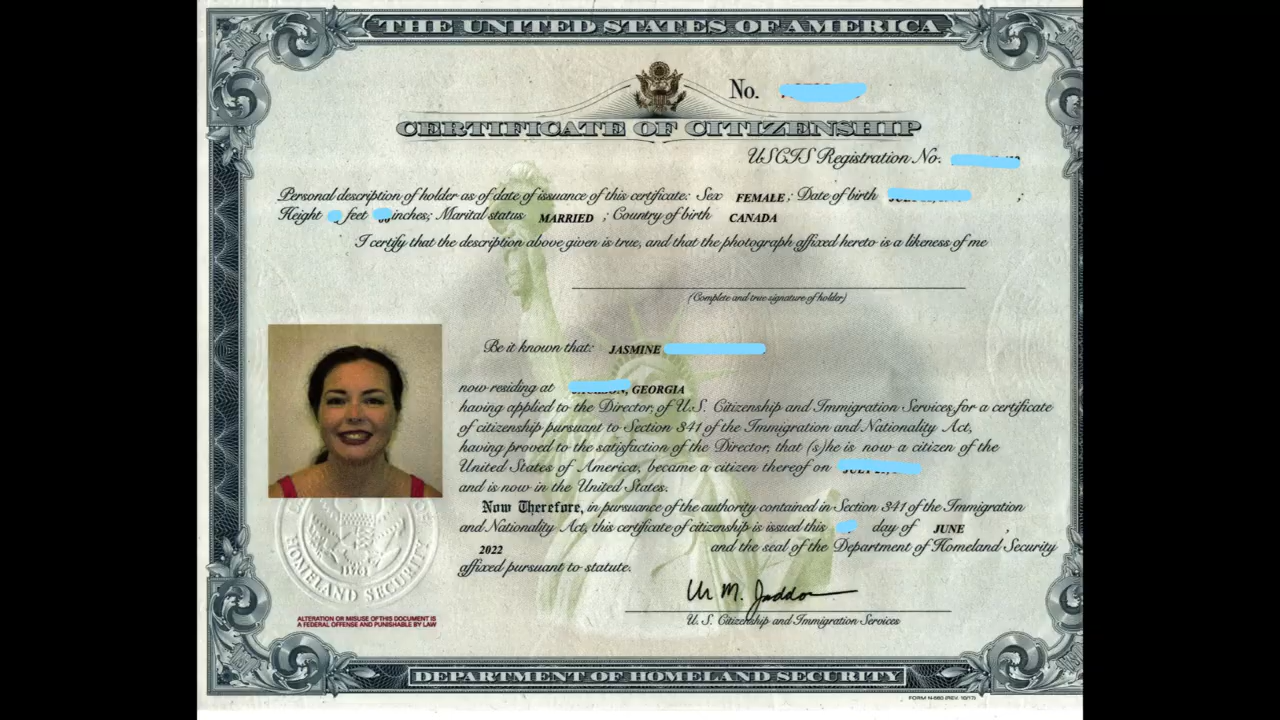 THE UNITED STATES OF AMERICA
No.
CERTIFICATE OF CITIZENSHIP
USCIS Registration No.
Personal description of holder as of date of issuance of this certificate: Sex FEMALE ; Date of birth ;
Height feet inches; Marital status MARRIED ; Country of birth CANADA
I certify that the description above given is true, and that the photograph affixed hereto is a likeness of me
(Complete and true signature of holder)
Be it known that: JASMINE
now residing at , GEORGIA
having applied to the Director of U.S. Citizenship and Immigration Services for a certificate
of citizenship pursuant to Section 341 of the Immigration and Nationality Act,
having proved to the satisfaction of the Director, that (s)he is now a citizen of the
United States of America, became a citizen thereof on
and is now in the United States.
Now Therefore, in pursuance of the authority contained in Section 341 of the Immigration
and Nationality Act, this certificate of citizenship is issued this day of JUNE ,
2022 and the seal of the Department of Homeland Security
affixed pursuant to statute.
HOMELAND SECURITY
Ur M. Jaddou
U. S. Citizenship and Immigration Services
ALTERATION OR MISUSE OF THIS DOCUMENT IS
A FEDERAL OFFENSE AND PUNISHABLE BY LAW
DEPARTMENT OF HOMELAND SECURITY
FORM N-560 (REV. 10/17)